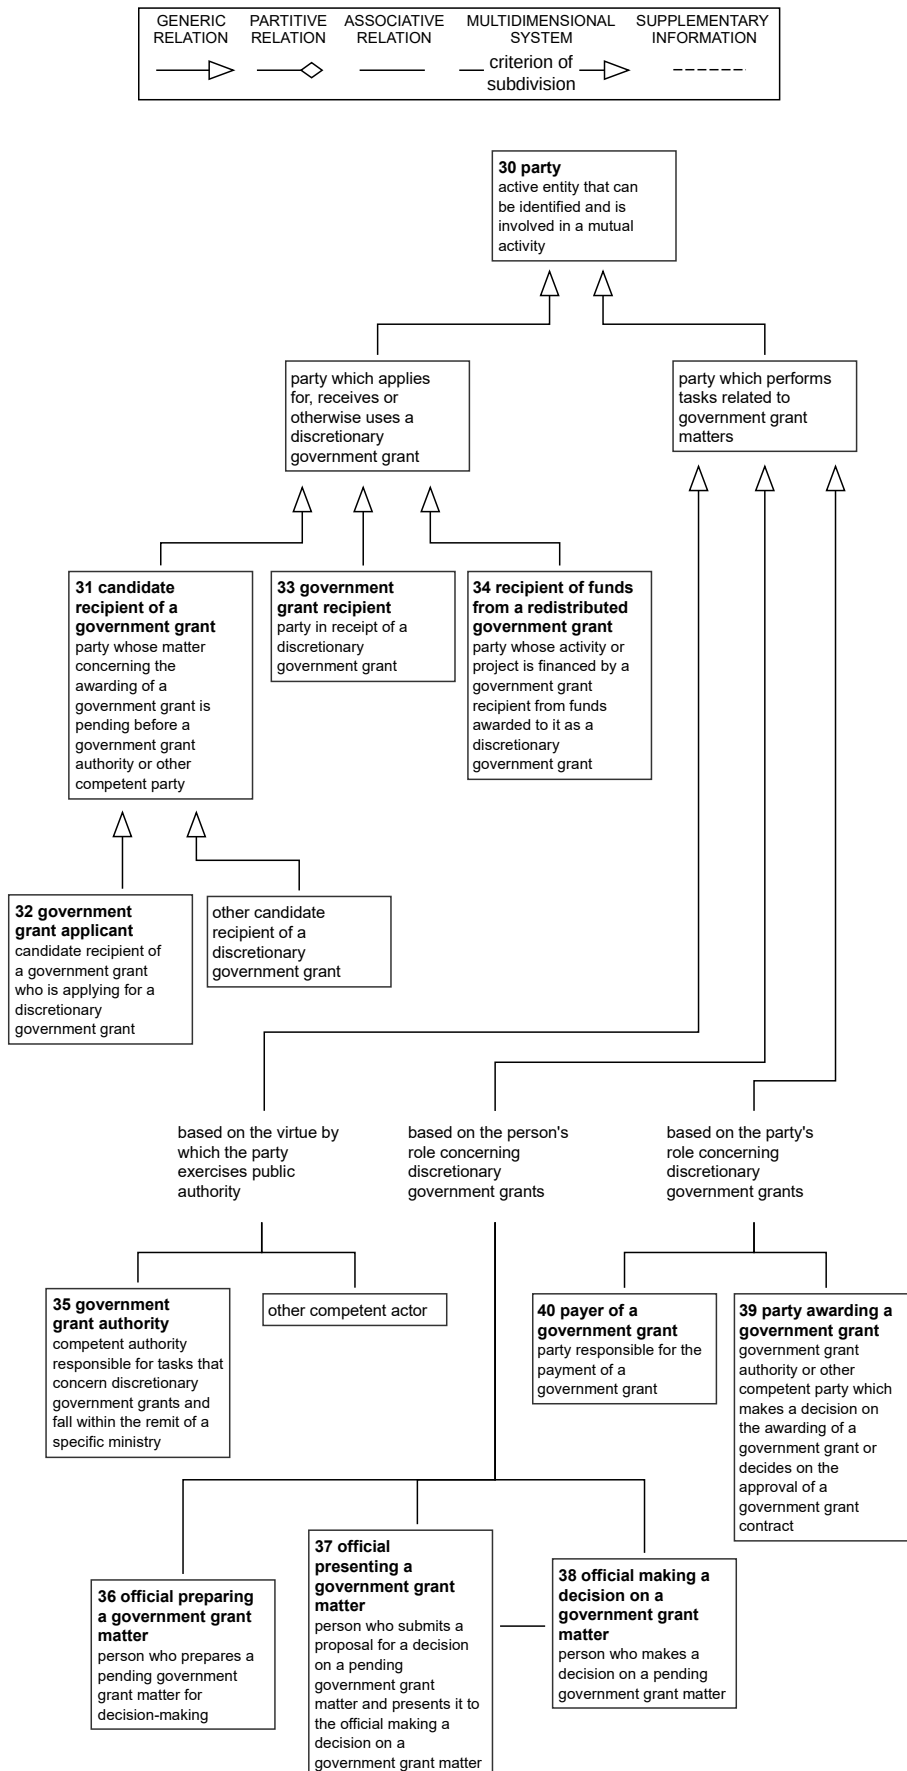 GENERIC
RELATION
PARTITIVE
RELATION
ASSOCIATIVE
RELATION
MULTIDIMENSIONAL
SYSTEM
criterion of
subdivision
SUPPLEMENTARY
INFORMATION
30 party
active entity that can
be identified and is
involved in a mutual
activity
party which applies
for, receives or
otherwise uses a
discretionary
government grant
party which performs
tasks related to
government grant
matters
31 candidate
recipient of a
government grant
party whose matter
concerning the
awarding of a
government grant is
pending before a
government grant
authority or other
competent party
33 government
grant recipient
party in receipt of a
discretionary
government grant
34 recipient of funds
from a redistributed
government grant
party whose activity or
project is financed by a
government grant
recipient from funds
awarded to it as a
discretionary
government grant
32 government
grant applicant
candidate recipient of
a government grant
who is applying for a
discretionary
government grant
other candidate
recipient of a
discretionary
government grant
based on the virtue by
which the party
exercises public
authority
based on the person's
role concerning
discretionary
government grants
based on the party's
role concerning
discretionary
government grants
35 government
grant authority
competent authority
responsible for tasks that
concern discretionary
government grants and
fall within the remit of a
specific ministry
other competent actor
40 payer of a
government grant
party responsible for the
payment of a
government grant
39 party awarding a
government grant
government grant
authority or other
competent party which
makes a decision on
the awarding of a
government grant or
decides on the
approval of a
government grant
contract
36 official preparing
a government grant
matter
person who prepares a
pending government
grant matter for
decision-making
37 official
presenting a
government grant
matter
person who submits a
proposal for a decision
on a pending
government grant
matter and presents it to
the official making a
decision on a
government grant matter
38 official making a
decision on a
government grant
matter
person who makes a
decision on a pending
government grant matter